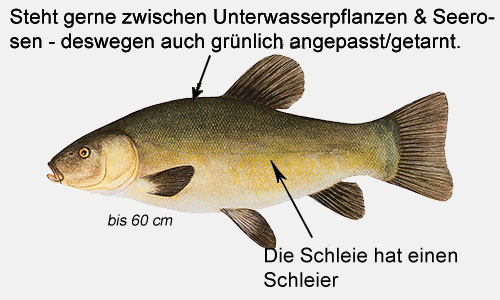 Steht gerne zwischen Unterwasserpflanzen & Seero-
sen - deswegen auch grünlich angepasst/getarnt.
bis 60 cm
Die Schleie hat einen
Schleier